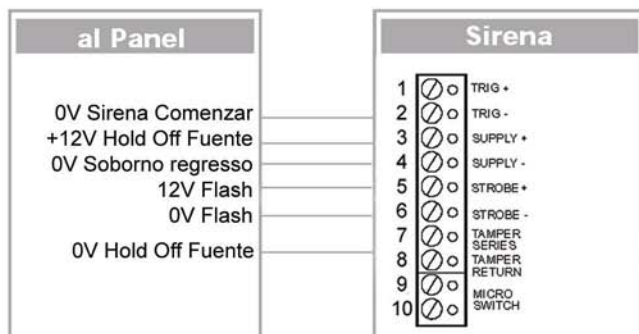 al Panel
0V Sirena Comenzar
+12V Hold Off Fuente
0V Soborno regresso
12V Flash
0V Flash
0V Hold Off Fuente
Sirena
1 TRIG +
2 TRIG -
3 SUPPLY +
4 SUPPLY -
5 STROBE +
6 STROBE -
7 TAMPER
SERIES
8 TAMPER
RETURN
9 MICRO
10 SWITCH